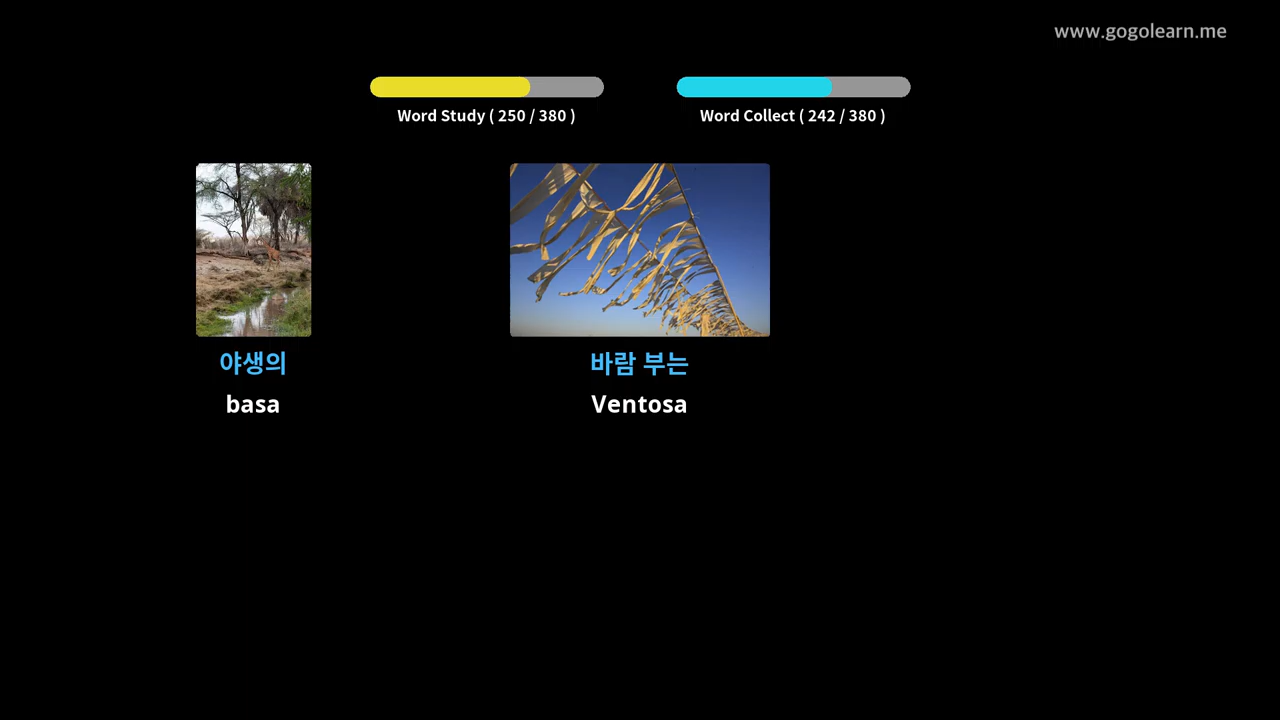 www.gogolearn.me
Word Study ( 250 / 380 )
Word Collect ( 242 / 380 )
야생의
바람 부는
basa
Ventosa